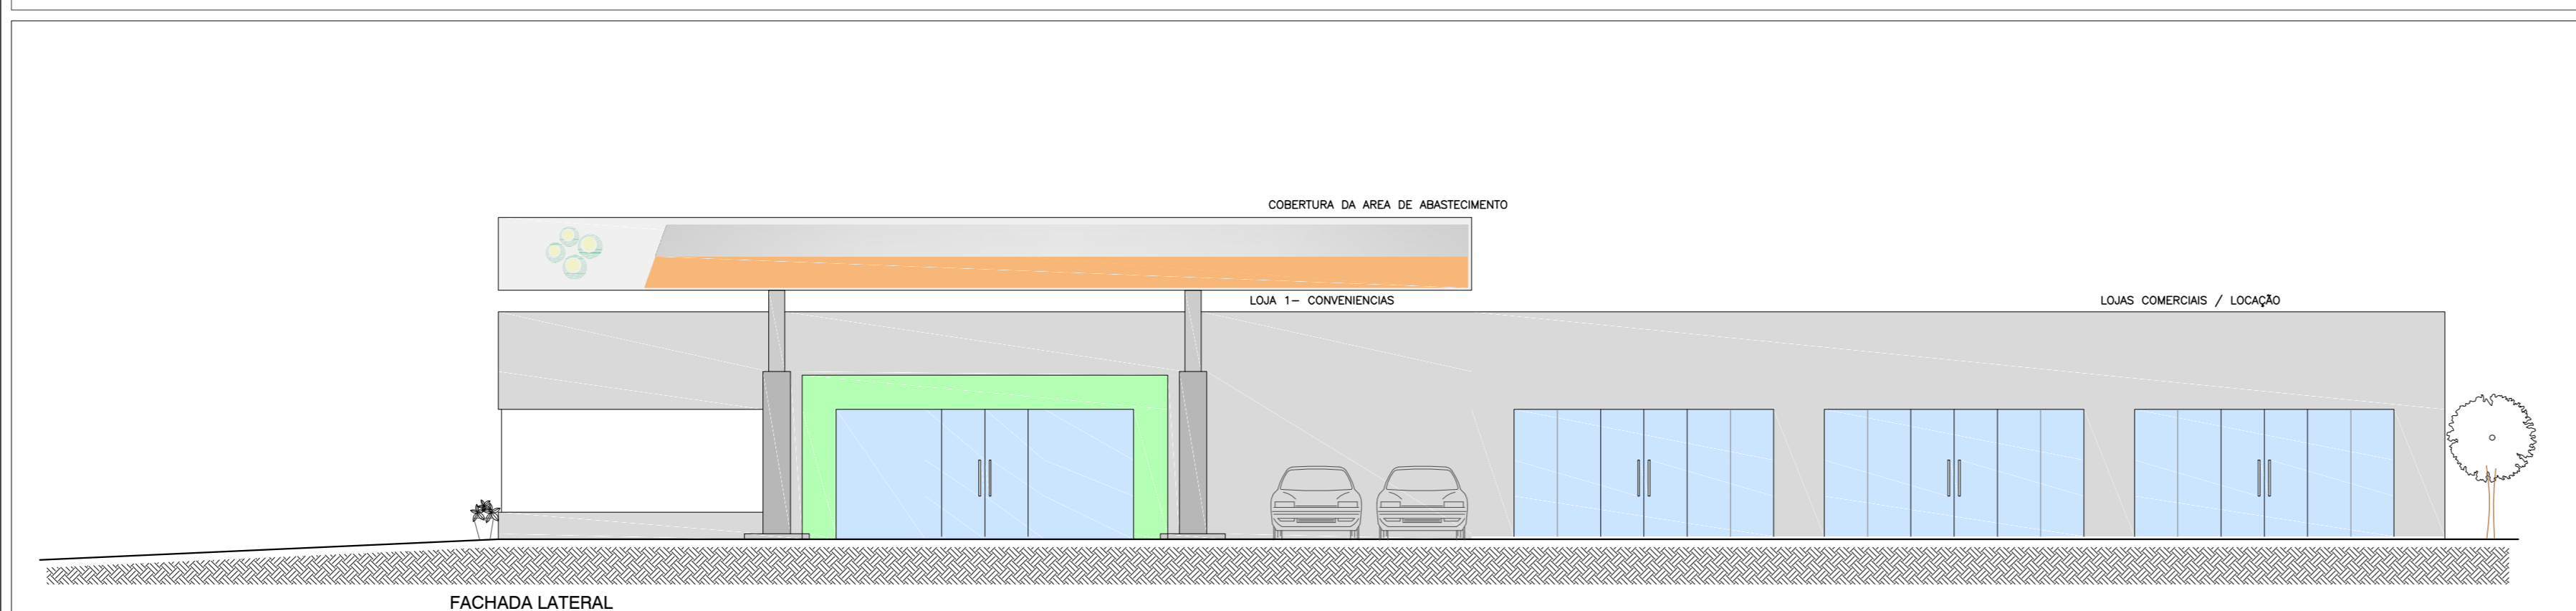 COBERTURA DA AREA DE ABASTECIMENTO
LOJA 1- CONVENIENCIAS
LOJAS COMERCIAIS / LOCAÇÃO
FACHADA LATERAL